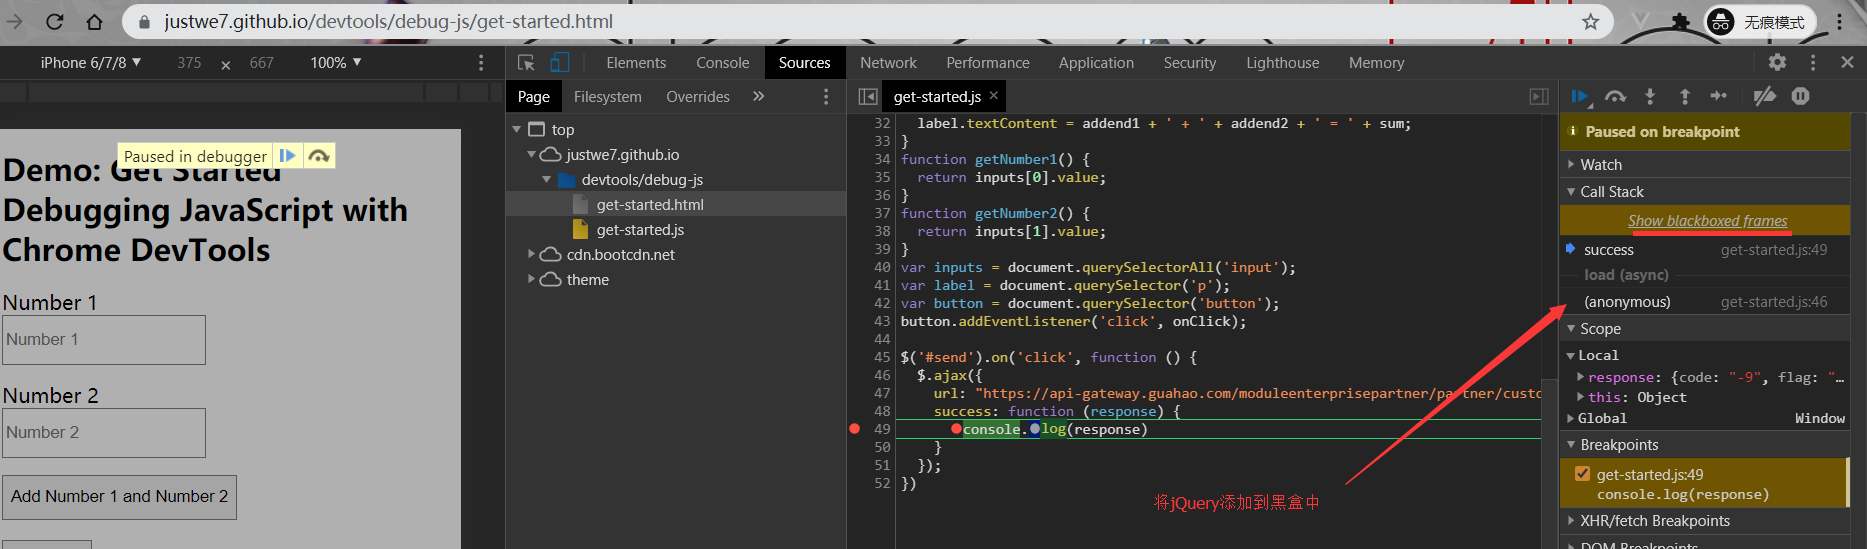 justwe7.github.io/devtools/debug-js/get-started.html
无痕模式
iPhone 6/7/8 ▼ 375 × 667 100% ▼
Elements Console Sources Network Performance Application Security Lighthouse Memory
Page Filesystem Overrides »
get-started.js ×
Paused in debugger
Demo: Get Started
Debugging JavaScript with
Chrome DevTools
Number 1
Number 1
Number 2
Number 2
Add Number 1 and Number 2
top
justwe7.github.io
devtools/debug-js
get-started.html
get-started.js
cdn.bootcdn.net
theme
32 label.textContent = addend1 + ' + ' + addend2 + ' = ' + sum;
33 }
34 function getNumber1() {
35 return inputs[0].value;
36 }
37 function getNumber2() {
38 return inputs[1].value;
39 }
40 var inputs = document.querySelectorAll('input');
41 var label = document.querySelector('p');
42 var button = document.querySelector('button');
43 button.addEventListener('click', onClick);
44
45 $('#send').on('click', function () {
46 $.ajax({
47 url: "https://api-gateway.guahao.com/moduleenterprisepartner/partner/custo
48 success: function (response) {
49 console.log(response)
50 }
51 });
52 })
将jQuery添加到黑盒中
Paused on breakpoint
Watch
Call Stack
Show blackboxed frames
success get-started.js:49
load (async)
(anonymous) get-started.js:46
Scope
Local
response: {code: "-9", flag: "…
this: Object
Global Window
Breakpoints
get-started.js:49
console.log(response)
XHR/fetch Breakpoints
DOM Breakpoints